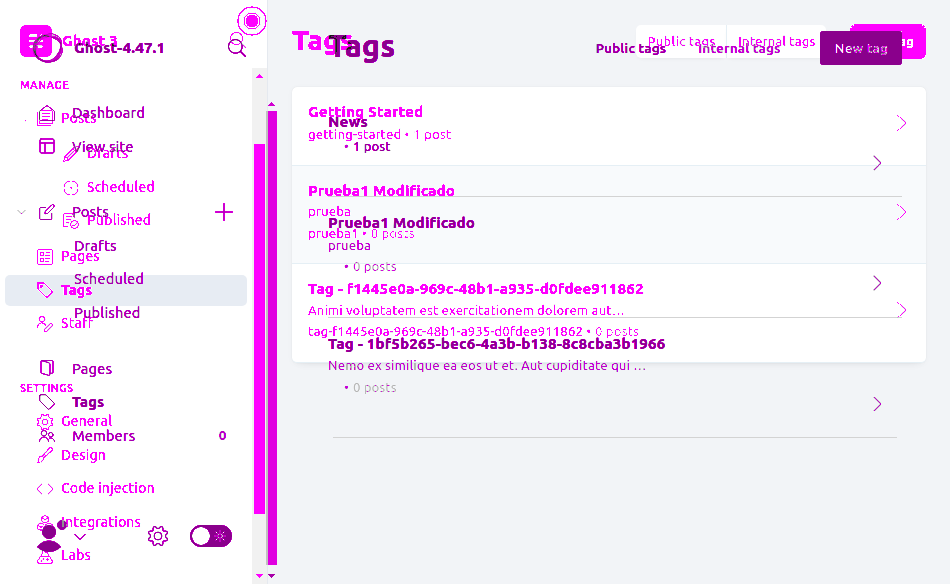 Ghost 3
Ghost-4.47.1
Tags
Tags
Public tags
Internal tags
Public tags
Internal tags
New tag
MANAGE
Dashboard
Posts
View site
Drafts
Scheduled
Posts
Published
Drafts
Pages
Scheduled
Tags
Published
Staff
Pages
SETTINGS
Tags
General
Members 0
Design
Code injection
Integrations
Labs
Getting Started
News
getting-started • 1 post
• 1 post
Prueba1 Modificado
prueba
Prueba1 Modificado
prueba1 • 0 posts
prueba
• 0 posts
Tag - f1445e0a-969c-48b1-a935-d0fdee911862
Animi voluptatem est exercitationem dolorem aut…
tag-f1445e0a-969c-48b1-a935-d0fdee911862 • 0 posts
Tag - 1bf5b265-bec6-4a3b-b138-8c8cba3b1966
Nemo ex similique ea eos ut et. Aut cupiditate qui …
• 0 posts